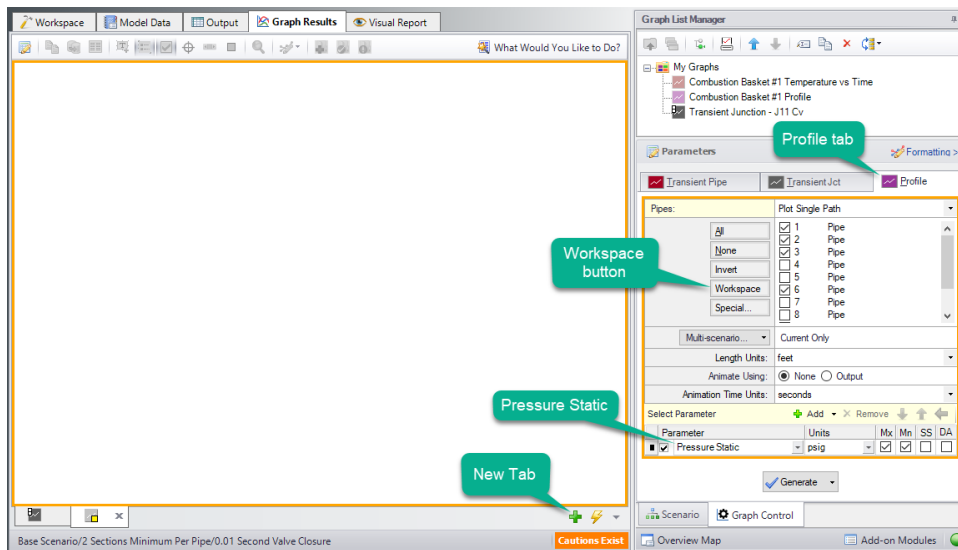 Workspace Model Data Output Graph Results Visual Report
What Would You Like to Do?
Graph List Manager
My Graphs
Combustion Basket #1 Temperature vs Time
Combustion Basket #1 Profile
Transient Junction - J11 Cv
Profile tab
Parameters Formatting >
Transient Pipe Transient Jct Profile
Pipes: Plot Single Path
All
None
Invert
Workspace
Special...
1 Pipe
2 Pipe
3 Pipe
4 Pipe
5 Pipe
6 Pipe
7 Pipe
8 Pipe
Workspace
button
Multi-scenario... Current Only
Length Units: feet
Animate Using: None Output
Animation Time Units: seconds
Pressure Static
Select Parameter Add Remove
Parameter Units Mx Mn SS DA
Pressure Static psig
New Tab
Generate
Scenario Graph Control
Base Scenario/2 Sections Minimum Per Pipe/0.01 Second Valve Closure Cautions Exist
Overview Map Add-on Modules